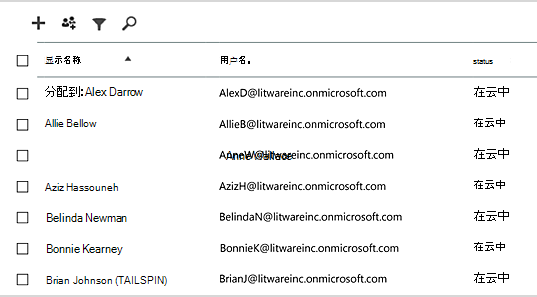 显示名称 用户名。 status
分配到: Alex Darrow AlexD@litwareinc.onmicrosoft.com 在云中
Allie Bellow AllieB@litwareinc.onmicrosoft.com 在云中
AnneW@litwareinc.onmicrosoft.com Anne Wallace 在云中
Aziz Hassouneh AzizH@litwareinc.onmicrosoft.com 在云中
Belinda Newman BelindaN@litwareinc.onmicrosoft.com 在云中
Bonnie Kearney BonnieK@litwareinc.onmicrosoft.com 在云中
Brian Johnson (TAILSPIN) BrianJ@litwareinc.onmicrosoft.com 在云中